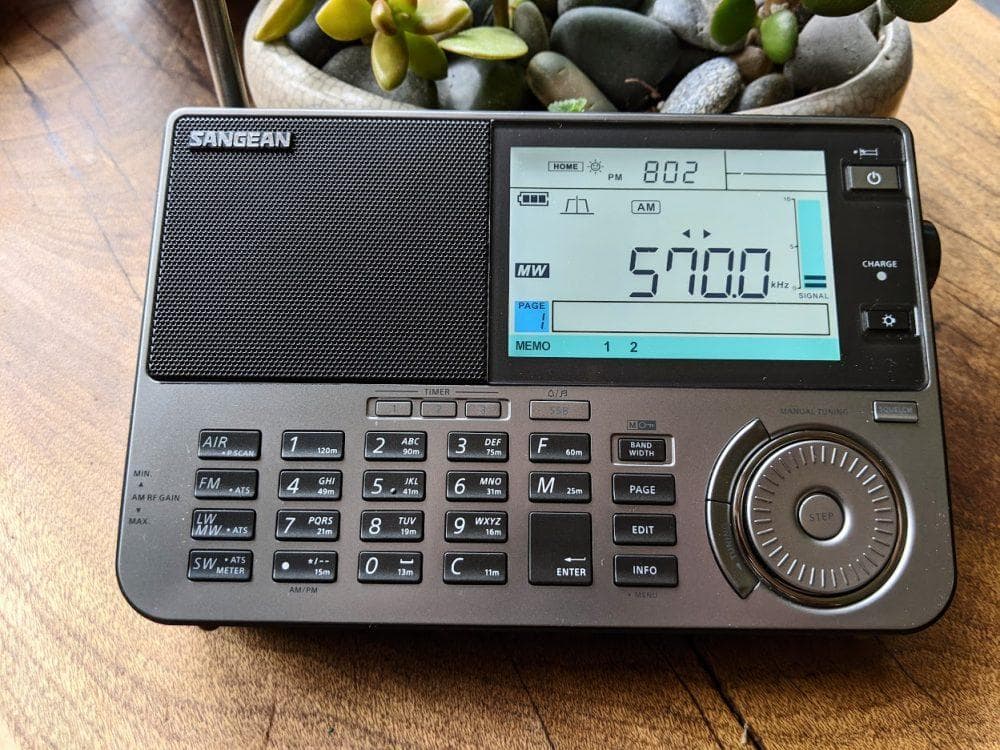 SANGEAN
HOME PM 802
AM
10
5
0
SIGNAL
MW 570.0 kHz
PAGE 1
MEMO 1 2
CHARGE
TIMER
1 2 3
SSB
MANUAL TUNING
BAND WIDTH
AIR •P.SCAN
1 120m
2 ABC 90m
3 DEF 75m
F 60m
MIN.
AM RF GAIN
MAX.
FM •ATS
4 GHI 49m
5 JKL 41m
6 MNO 31m
M 25m
PAGE
LW MW •ATS
7 PQRS 21m
8 TUV 19m
9 WXYZ 16m
ENTER
EDIT
STEP
SW •ATS METER
• */-- 15m
0 13m
C 11m
INFO
AM/PM
• MENU